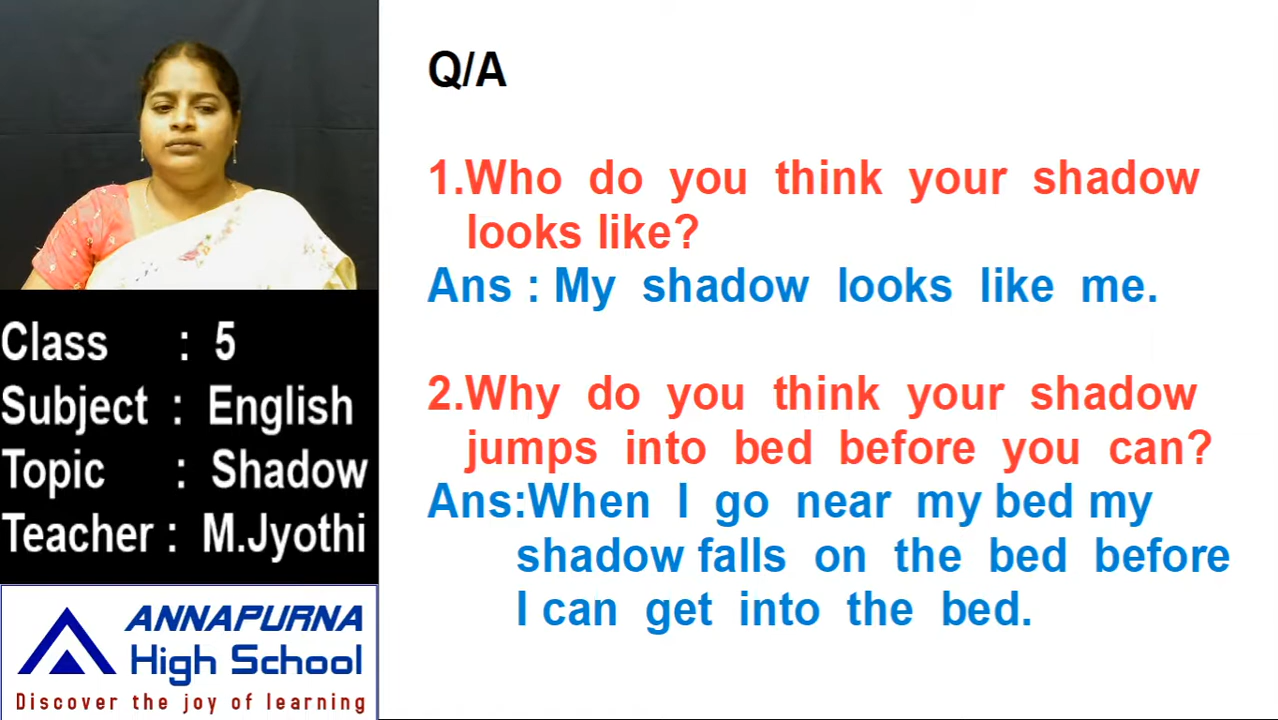 Q/A
1.Who do you think your shadow
looks like?
Ans : My shadow looks like me.
2.Why do you think your shadow
jumps into bed before you can?
Ans:When I go near my bed my
shadow falls on the bed before
I can get into the bed.
Class : 5
Subject : English
Topic : Shadow
Teacher : M.Jyothi
ANNAPURNA
High School
Discover the joy of learning